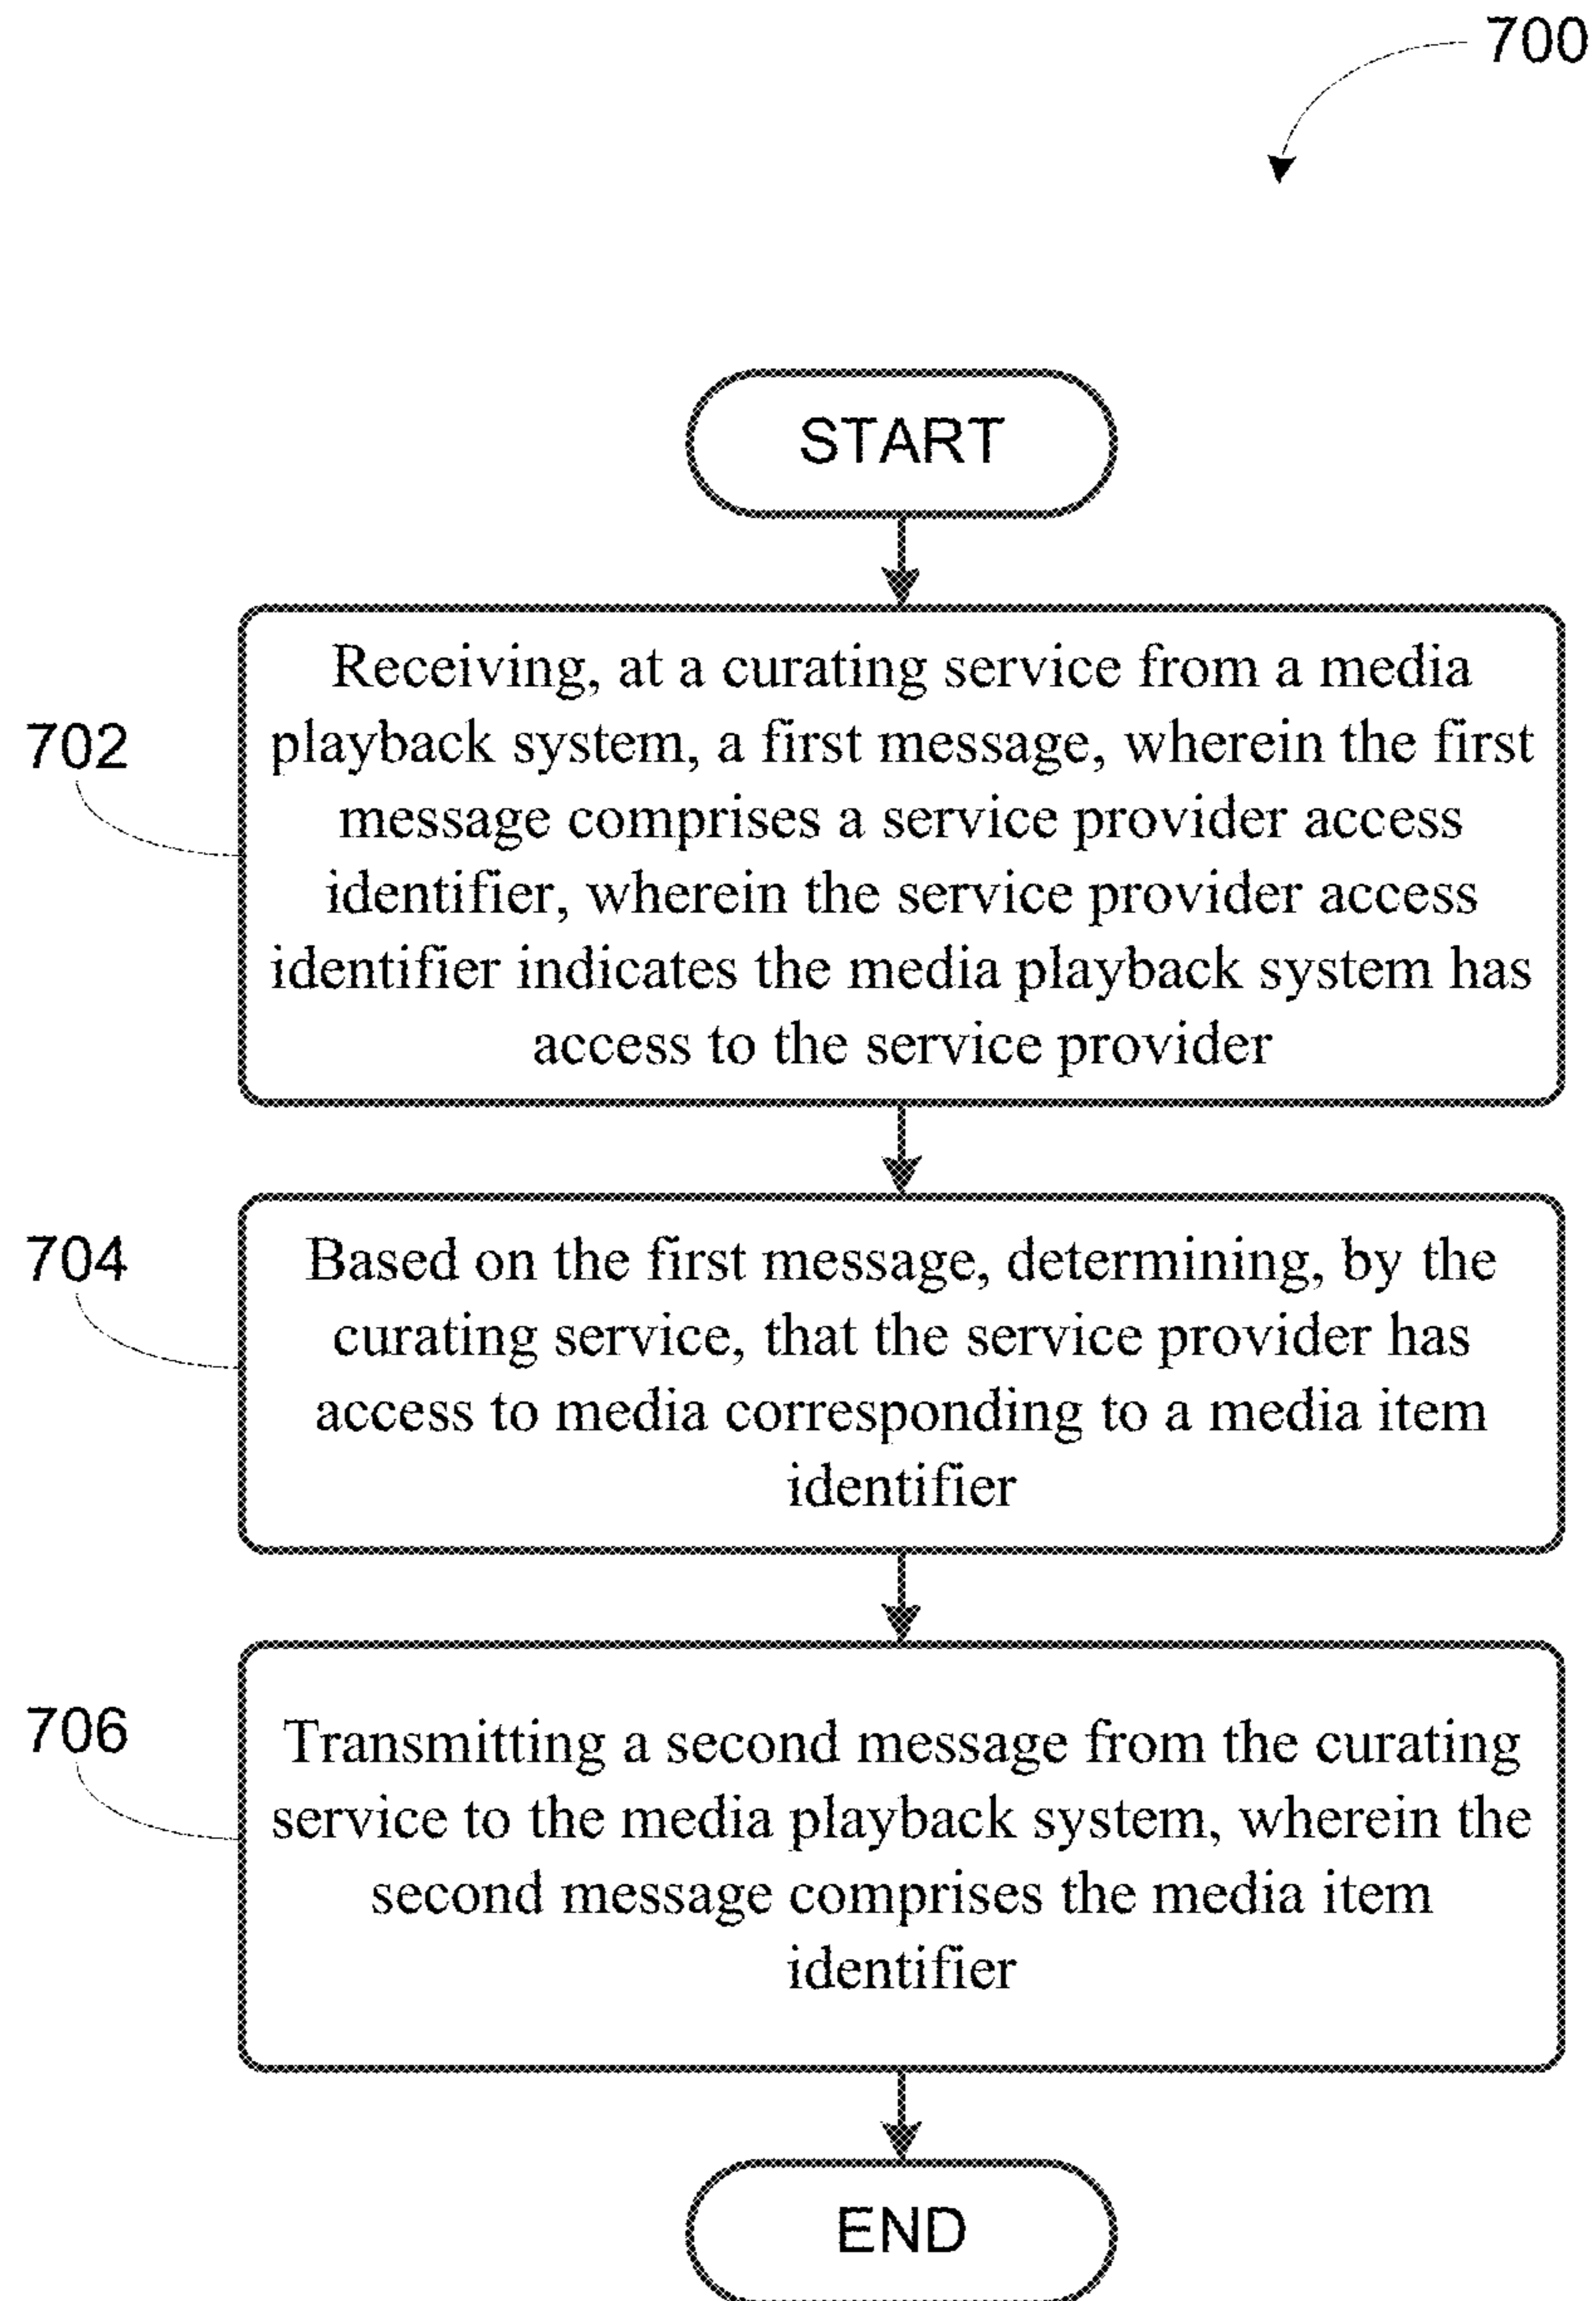 700
START
702
Receiving, at a curating service from a media
playback system, a first message, wherein the first
message comprises a service provider access
identifier, wherein the service provider access
identifier indicates the media playback system has
access to the service provider
704
Based on the first message, determining, by the
curating service, that the service provider has
access to media corresponding to a media item
identifier
706
Transmitting a second message from the curating
service to the media playback system, wherein the
second message comprises the media item
identifier
END